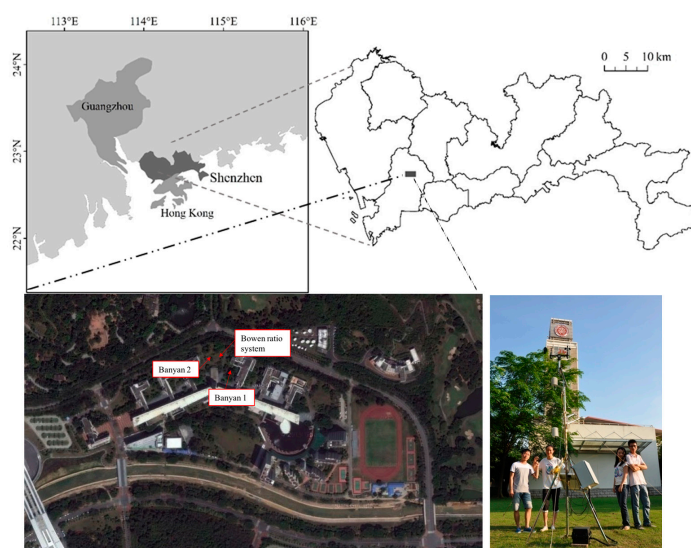 113°E 114°E 115°E 116°E
24°N
23°N
22°N
Guangzhou
Shenzhen
Hong Kong
0 5 10 km
Bowen ratio
system
Banyan 2
Banyan 1